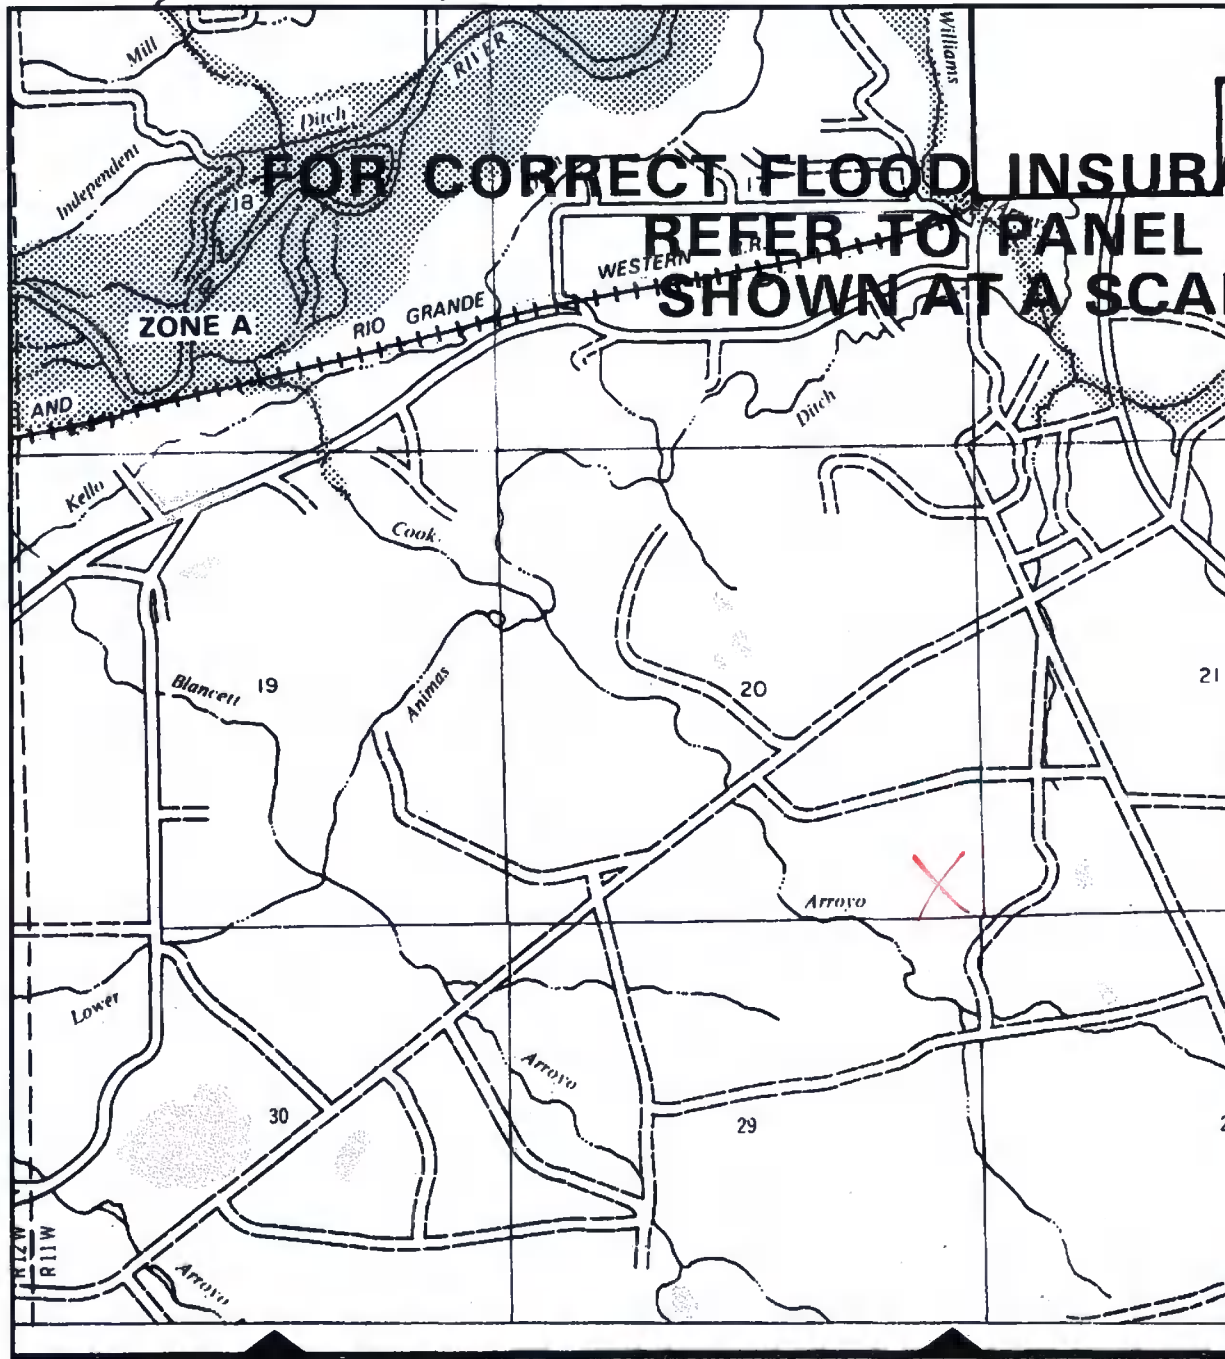 Mill
RIVER
Williams
Ditch
Independent
18
FOR CORRECT FLOOD INSURA
REFER TO PANEL
SHOWN AT A SCA
WESTERN
RIO GRANDE
ZONE A
AND
Ditch
Kello
Cook
Blancett
19
Animas
20
21
Arroyo
Lower
Arroyo
30
29
2
R12W
R11W
Arroyo